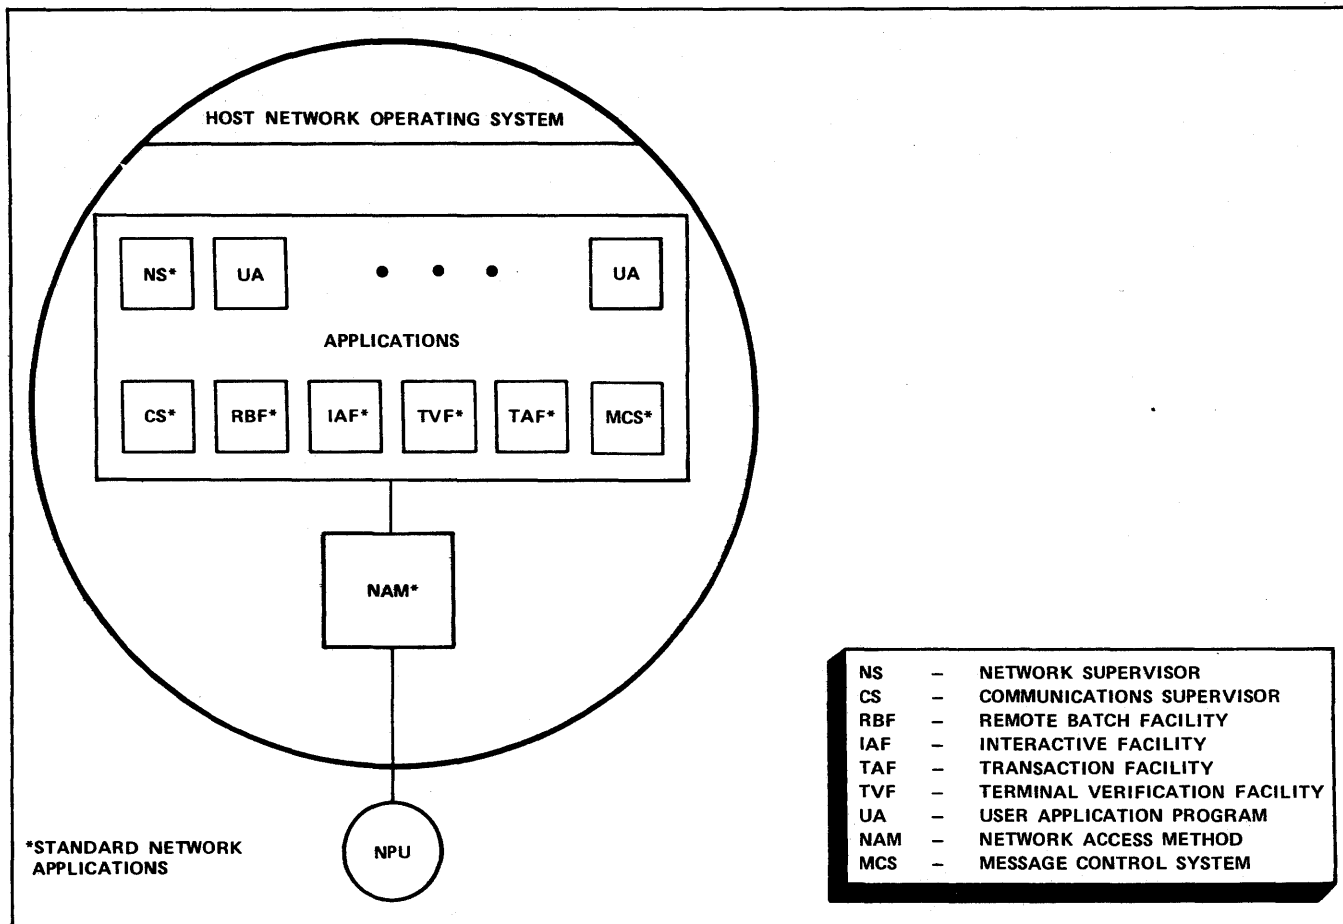 HOST NETWORK OPERATING SYSTEM
NS*
UA
UA
APPLICATIONS
CS*
RBF*
IAF*
TVF*
TAF*
MCS*
NAM*
NPU
*STANDARD NETWORK
APPLICATIONS
NS – NETWORK SUPERVISOR
CS – COMMUNICATIONS SUPERVISOR
RBF – REMOTE BATCH FACILITY
IAF – INTERACTIVE FACILITY
TAF – TRANSACTION FACILITY
TVF – TERMINAL VERIFICATION FACILITY
UA – USER APPLICATION PROGRAM
NAM – NETWORK ACCESS METHOD
MCS – MESSAGE CONTROL SYSTEM